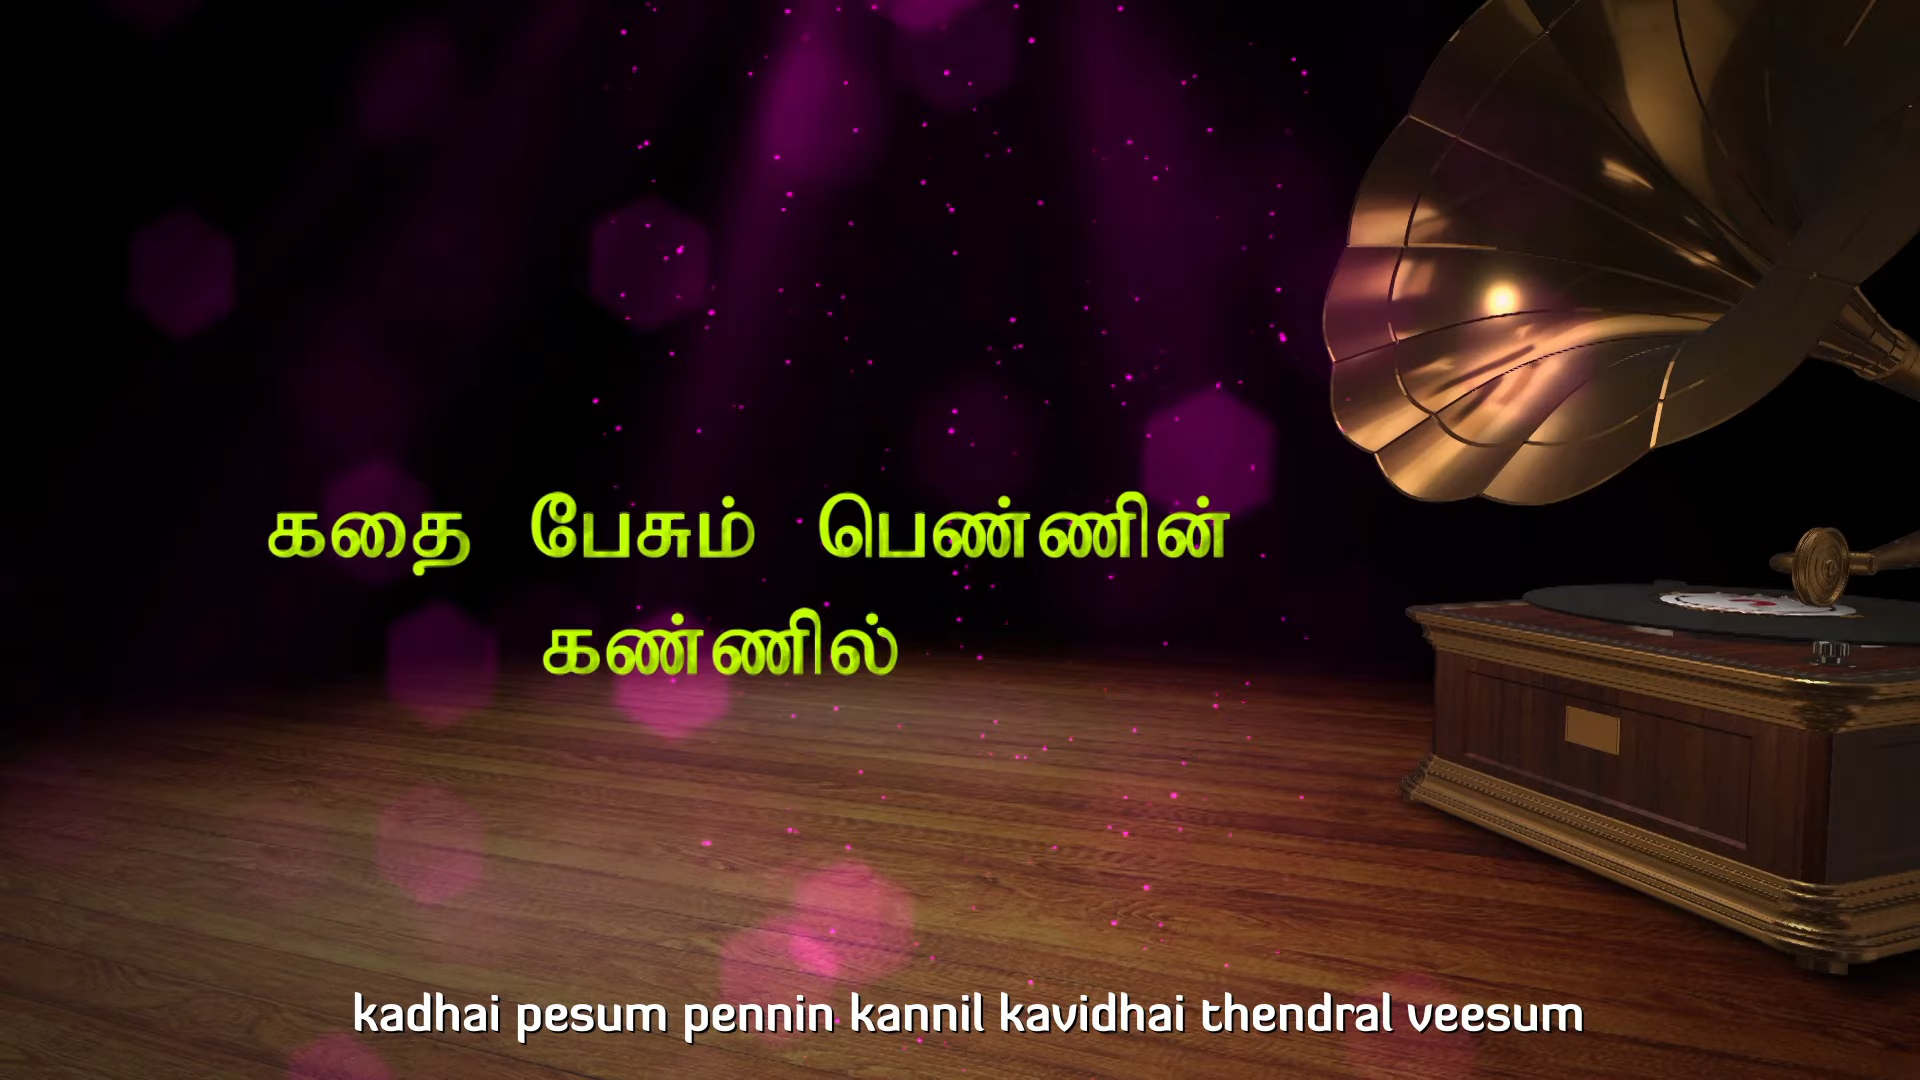 கதை பேசும் பெண்ணின்
கண்ணில்
kadhai pesum pennin kannil kavidhai thendral veesum